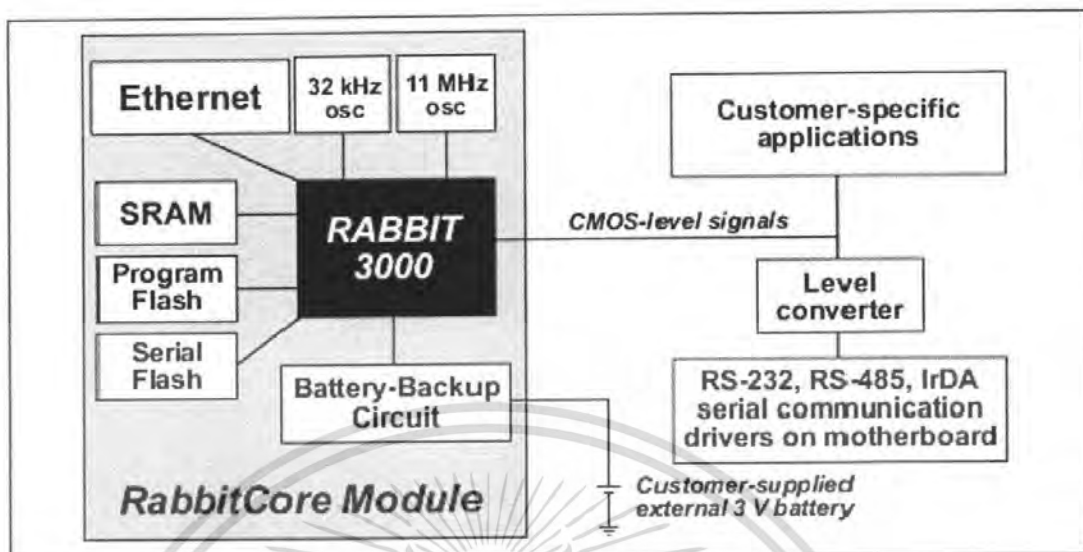 Ethernet
32 kHz
osc
11 MHz
osc
SRAM
Program
Flash
Serial
Flash
RABBIT
3000
Battery-Backup
Circuit
RabbitCore Module
CMOS-level signals
Customer-specific
applications
Level
converter
RS-232, RS-485, IrDA
serial communication
drivers on motherboard
Customer-supplied
external 3 V battery